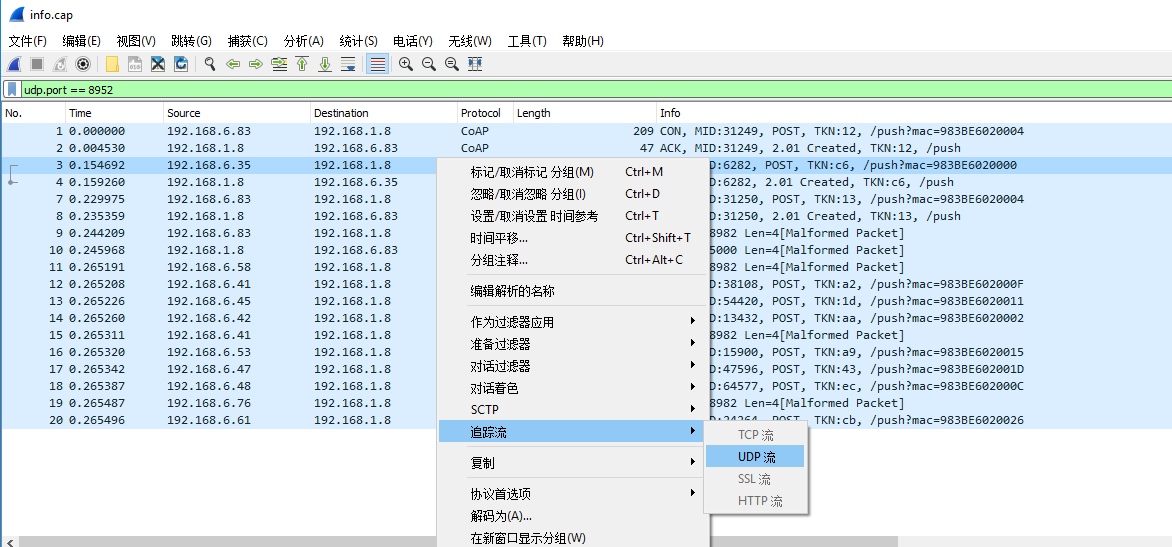 info.cap
文件(F) 编辑(E) 视图(V) 跳转(G) 捕获(C) 分析(A) 统计(S) 电话(Y) 无线(W) 工具(T) 帮助(H)
udp.port == 8952
No. Time Source Destination Protocol Length Info
1 0.000000 192.168.6.83 192.168.1.8 CoAP 209 CON, MID:31249, POST, TKN:12, /push?mac=983BE6020004
2 0.004530 192.168.1.8 192.168.6.83 CoAP 47 ACK, MID:31249, 2.01 Created, TKN:12, /push
3 0.154692 192.168.6.35 192.168.1.8 D:6282, POST, TKN:c6, /push?mac=983BE6020000
4 0.159260 192.168.1.8 192.168.6.35 D:6282, 2.01 Created, TKN:c6, /push
7 0.229975 192.168.6.83 192.168.1.8 D:31250, POST, TKN:13, /push?mac=983BE6020004
8 0.235359 192.168.1.8 192.168.6.83 D:31250, 2.01 Created, TKN:13, /push
9 0.244209 192.168.6.83 192.168.1.8 8982 Len=4[Malformed Packet]
10 0.245968 192.168.1.8 192.168.6.83 5000 Len=4[Malformed Packet]
11 0.265191 192.168.6.58 192.168.1.8 8982 Len=4[Malformed Packet]
12 0.265208 192.168.6.41 192.168.1.8 D:38108, POST, TKN:a2, /push?mac=983BE602000F
13 0.265226 192.168.6.45 192.168.1.8 D:54420, POST, TKN:1d, /push?mac=983BE6020011
14 0.265260 192.168.6.42 192.168.1.8 D:13432, POST, TKN:aa, /push?mac=983BE6020002
15 0.265311 192.168.6.41 192.168.1.8 8982 Len=4[Malformed Packet]
16 0.265320 192.168.6.53 192.168.1.8 D:15900, POST, TKN:a9, /push?mac=983BE6020015
17 0.265342 192.168.6.47 192.168.1.8 D:47596, POST, TKN:43, /push?mac=983BE602001D
18 0.265387 192.168.6.48 192.168.1.8 D:64577, POST, TKN:ec, /push?mac=983BE602000C
19 0.265487 192.168.6.76 192.168.1.8 8982 Len=4[Malformed Packet]
20 0.265496 192.168.6.61 192.168.1.8 D:24264, POST, TKN:cb, /push?mac=983BE6020026
标记/取消标记 分组(M) Ctrl+M
忽略/取消忽略 分组(I) Ctrl+D
设置/取消设置 时间参考 Ctrl+T
时间平移... Ctrl+Shift+T
分组注释... Ctrl+Alt+C
编辑解析的名称
作为过滤器应用
准备过滤器
对话过滤器
对话着色
SCTP
追踪流
复制
协议首选项
解码为(A)...
在新窗口显示分组(W)
TCP 流
UDP 流
SSL 流
HTTP 流